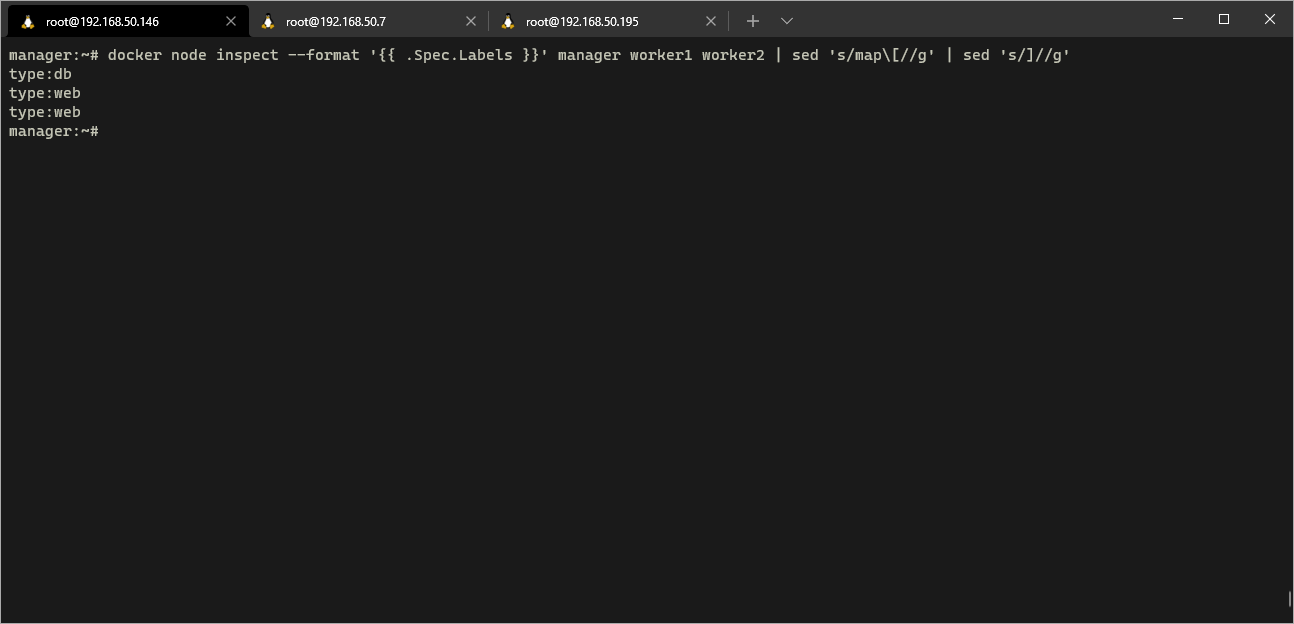 root@192.168.50.146
root@192.168.50.7
root@192.168.50.195
manager:~# docker node inspect --format '{{ .Spec.Labels }}' manager worker1 worker2 | sed 's/map\[//g' | sed 's/]//g'
type:db
type:web
type:web
manager:~#